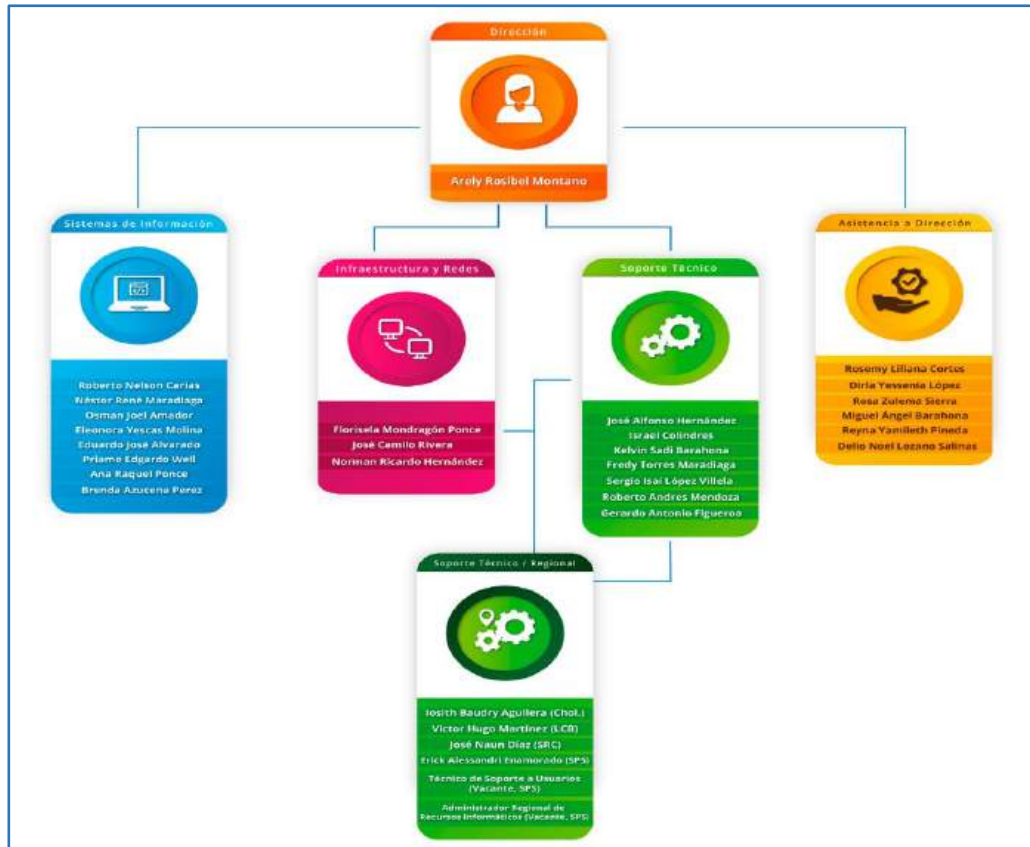 Dirección
Arely Rosibel Montano
Sistemas de Información
Roberto Nelson Carías
Néstor René Maradiaga
Osman Joel Amador
Eleonora Yescas Molina
Eduardo José Alvarado
Priamo Edgardo Well
Ana Raquel Ponce
Brenda Azucena Perez
Infraestructura y Redes
Florisela Mondragón Ponce
José Camilo Rivera
Norman Ricardo Hernández
Soporte Técnico
José Alfonso Hernández
Israel Colindres
Kelvin Sadi Barahona
Fredy Torres Maradiaga
Sergio Isaí López Villela
Roberto Andres Mendoza
Gerardo Antonio Figueroa
Asistencia a Dirección
Rosemy Liliana Cortes
Dirla Yessenia López
Rosa Zulema Sierra
Miguel Ángel Barahona
Reyna Yamileth Pineda
Delio Noel Lozano Salinas
Soporte Técnico / Regional
Iosith Baudry Aguilera (Chol.)
Victor Hugo Martínez (LCB)
José Naun Díaz (SRC)
Erick Alessandri Enamorado (SPS)
Técnico de Soporte a Usuarios
(Vacante, SPS)
Administrador Regional de
Recursos Informáticos (Vacante, SPS)